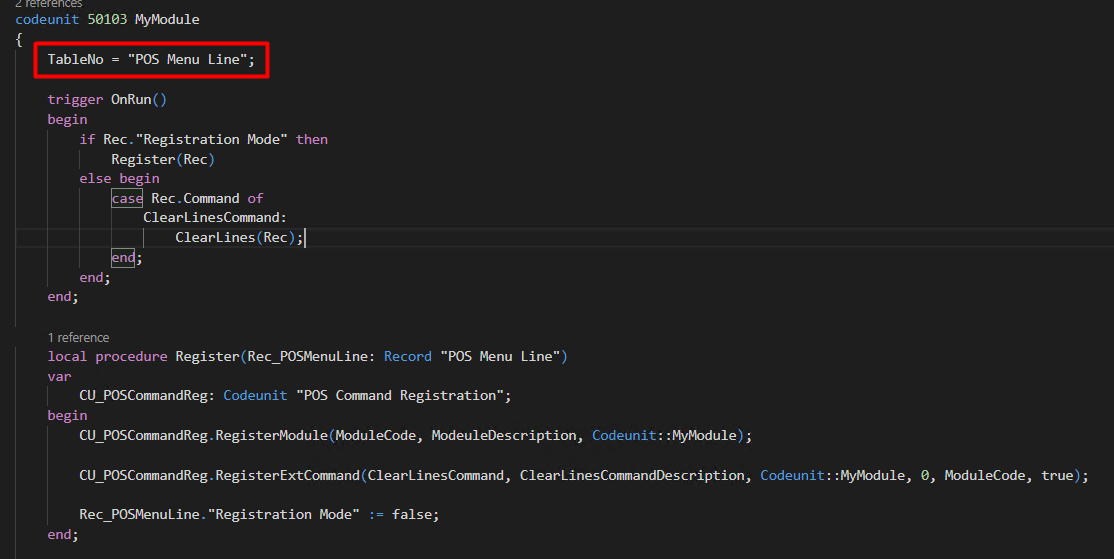 2 references
codeunit 50103 MyModule
{
TableNo = "POS Menu Line";
trigger OnRun()
begin
if Rec."Registration Mode" then
Register(Rec)
else begin
case Rec.Command of
ClearLinesCommand:
ClearLines(Rec);
end;
end;
end;
1 reference
local procedure Register(Rec_POSMenuLine: Record "POS Menu Line")
var
CU_POSCommandReg: Codeunit "POS Command Registration";
begin
CU_POSCommandReg.RegisterModule(ModuleCode, ModeuleDescription, Codeunit::MyModule);
CU_POSCommandReg.RegisterExtCommand(ClearLinesCommand, ClearLinesCommandDescription, Codeunit::MyModule, 0, ModuleCode, true);
Rec_POSMenuLine."Registration Mode" := false;
end;